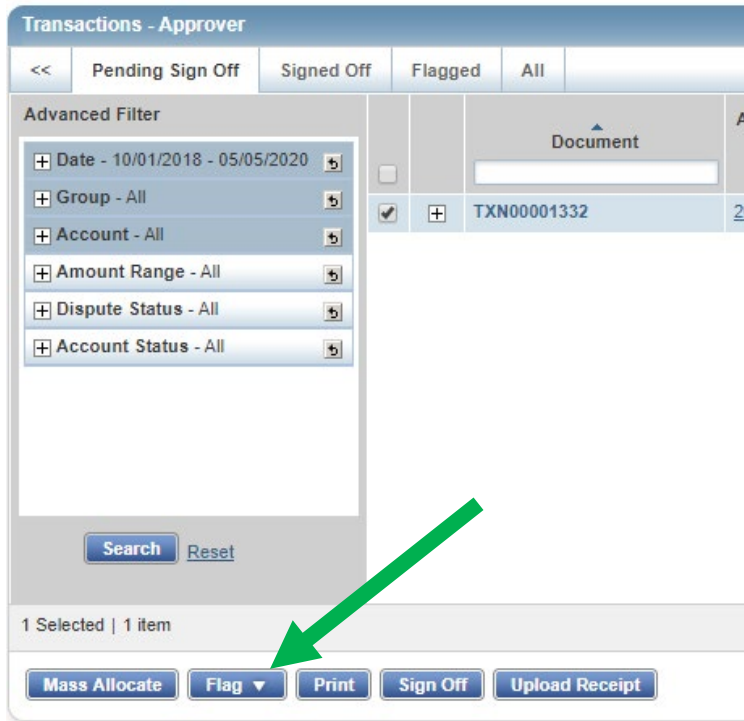 Transactions - Approver
<< Pending Sign Off Signed Off Flagged All
Advanced Filter
Date - 10/01/2018 - 05/05/2020
Group - All
Account - All
Amount Range - All
Dispute Status - All
Account Status - All
Search Reset
Document
A
TXN00001332
2
1 Selected | 1 item
Mass Allocate Flag ▼ Print Sign Off Upload Receipt